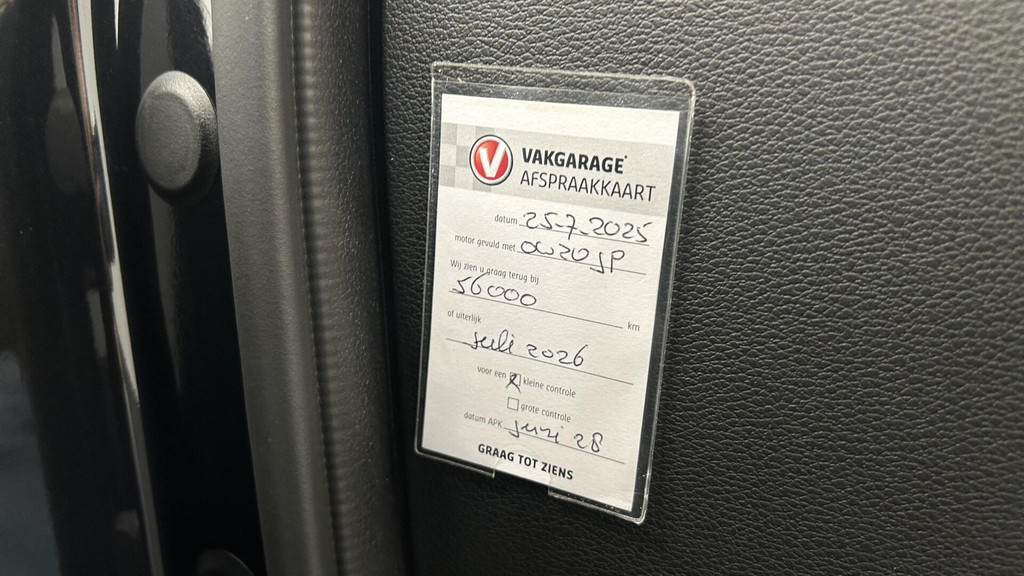 V VAKGARAGE
AFSPRAAKKAART
datum 25-7-2025
motor gevuld met 0W20 SP
Wij zien u graag terug bij
56000 km
of uiterlijk
Juli 2026
voor een kleine controle
grote controle
datum APK Juni 28
GRAAG TOT ZIENS